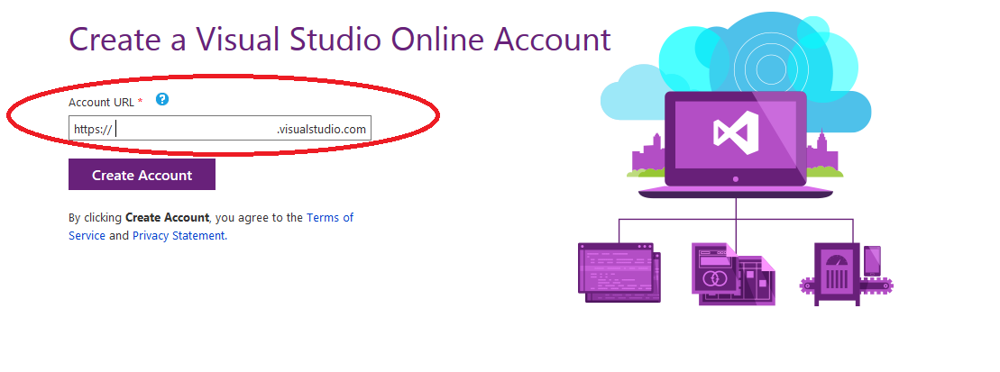 Create a Visual Studio Online Account
Account URL * ?
https:// .visualstudio.com
Create Account
By clicking Create Account, you agree to the Terms of
Service and Privacy Statement.